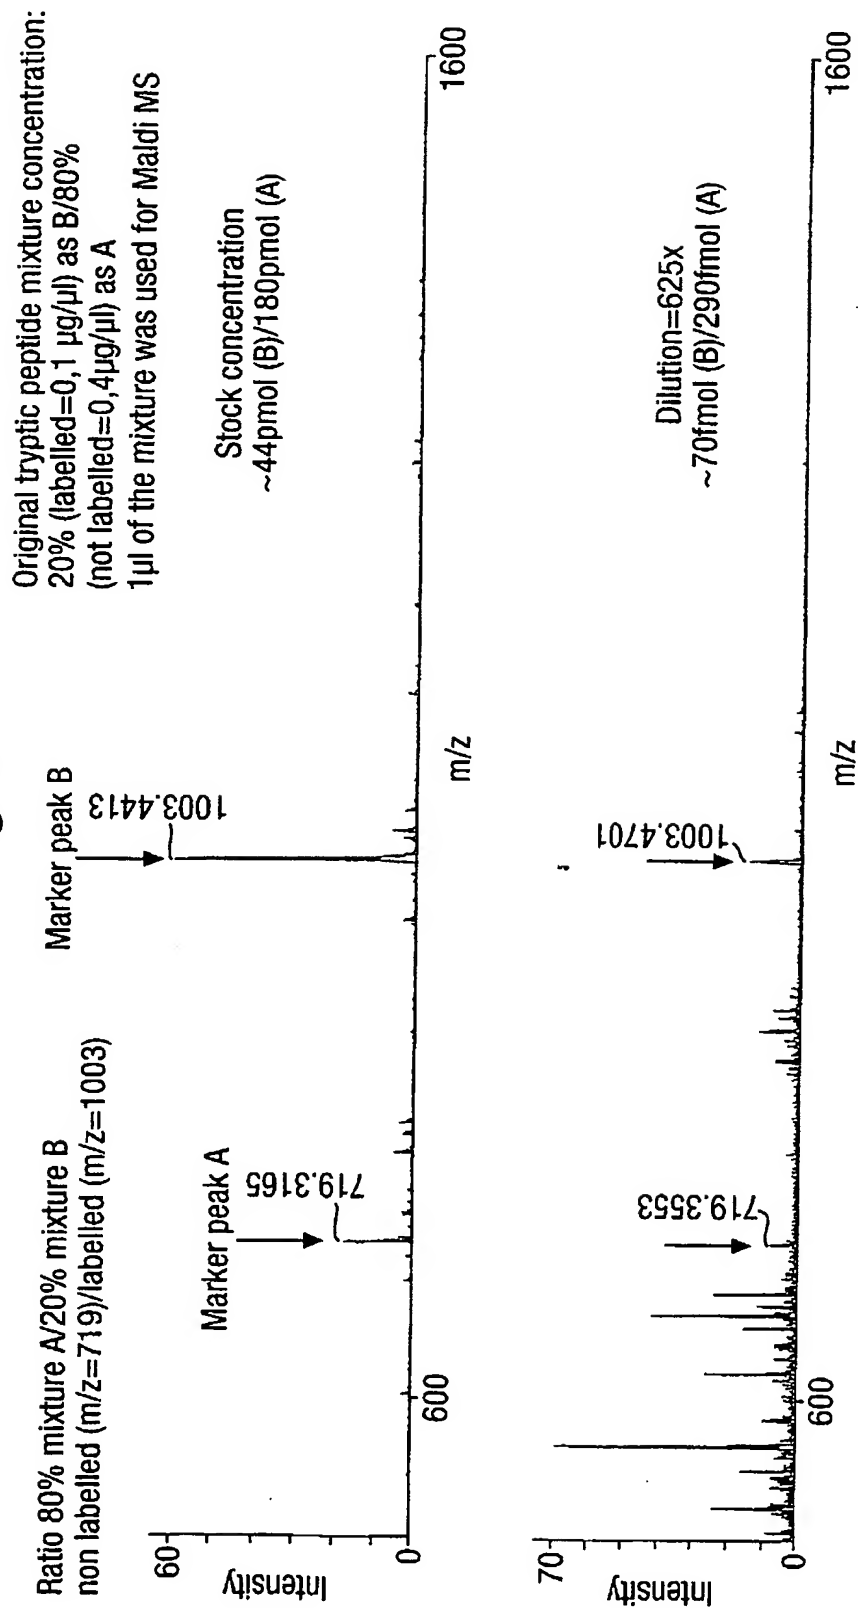 Ratio 80% mixture A/20% mixture B
non labelled (m/z=719)/labelled (m/z=1003)
Original tryptic peptide mixture concentration:
20% (labelled=0,1 µg/µl) as B/80%
(not labelled=0,4µg/µl) as A
1µl of the mixture was used for Maldi MS
Marker peak A
719.3165
Marker peak B
1003.4413
Stock concentration
~44pmol (B)/180pmol (A)
60
0
Intensity
600
m/z
1600
719.3553
1003.4701
Dilution=625x
~70fmol (B)/290fmol (A)
70
0
Intensity
600
m/z
1600